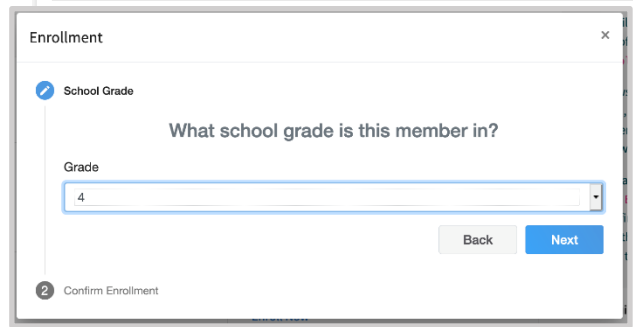 Enrollment ×
School Grade
What school grade is this member in?
Grade
4
Back Next
2 Confirm Enrollment